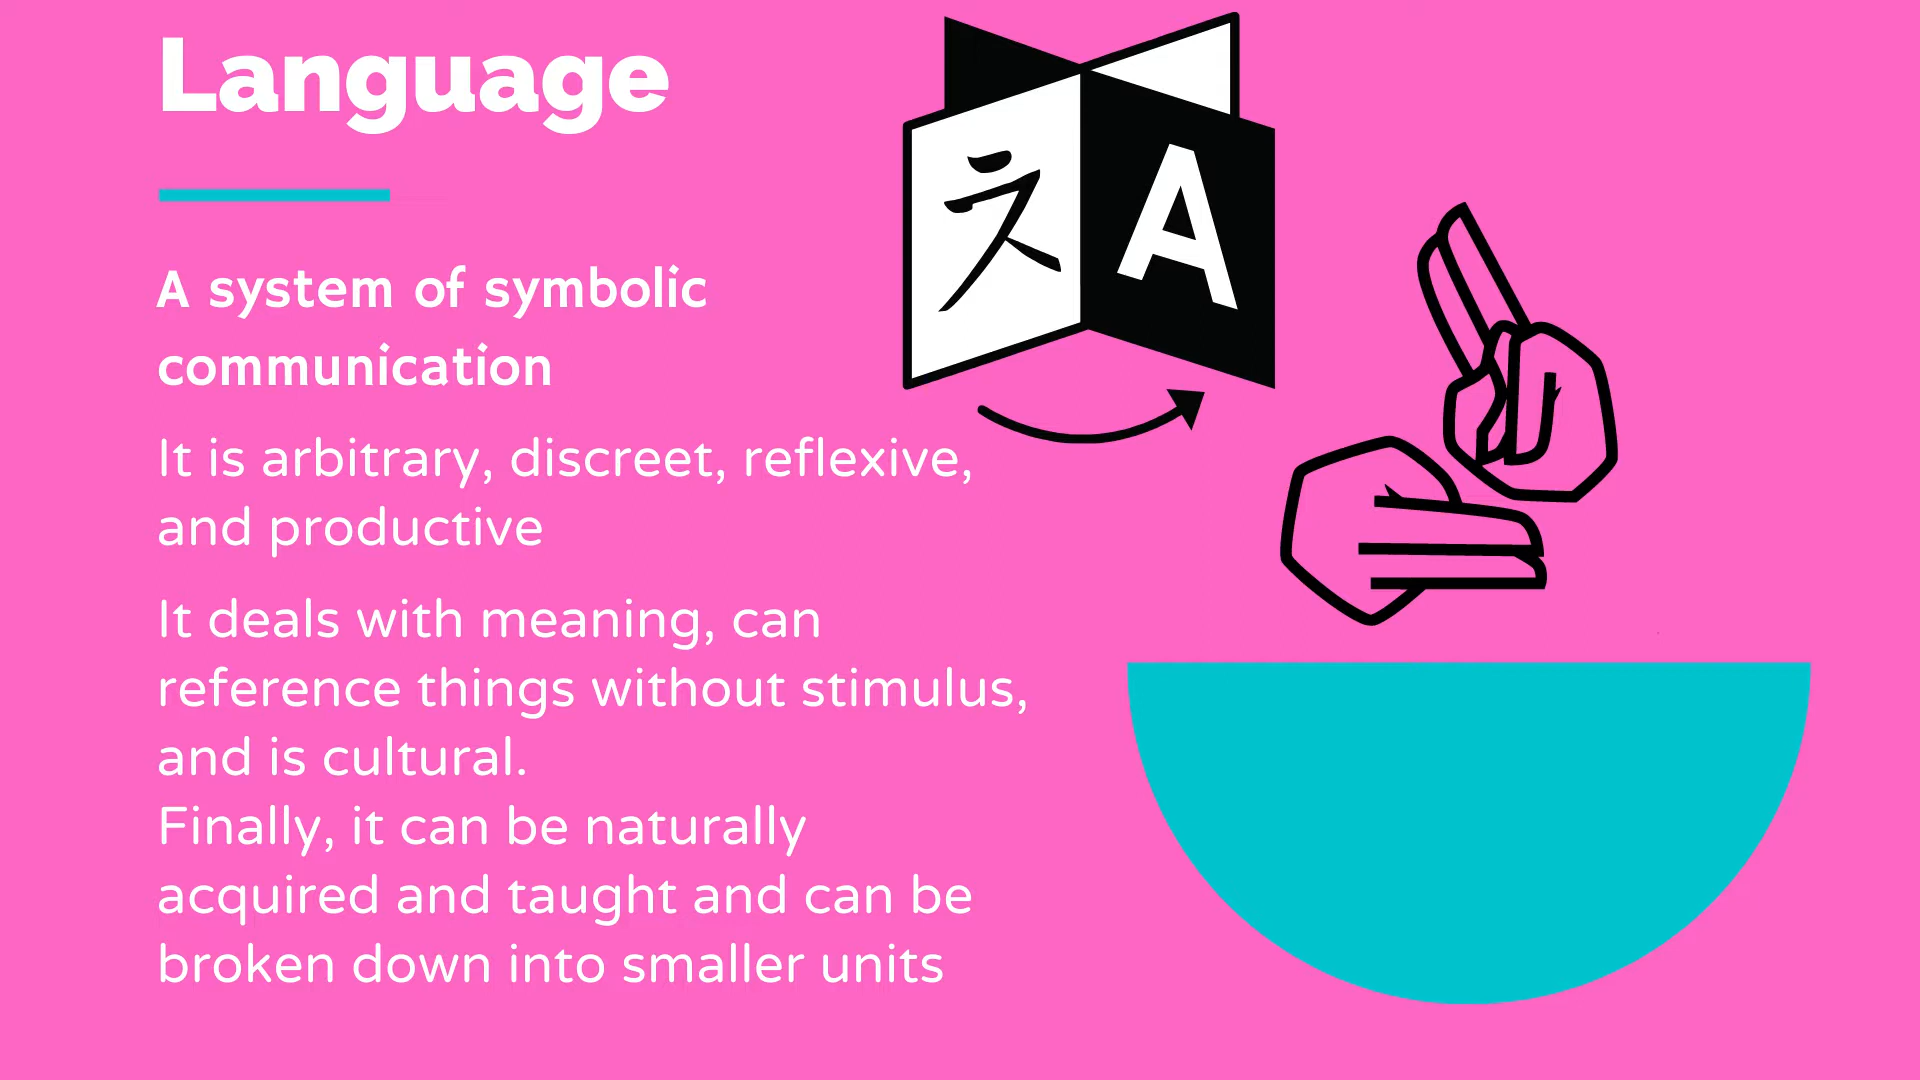 Language
A system of symbolic
communication
It is arbitrary, discreet, reflexive,
and productive
It deals with meaning, can
reference things without stimulus,
and is cultural.
Finally, it can be naturally
acquired and taught and can be
broken down into smaller units
A